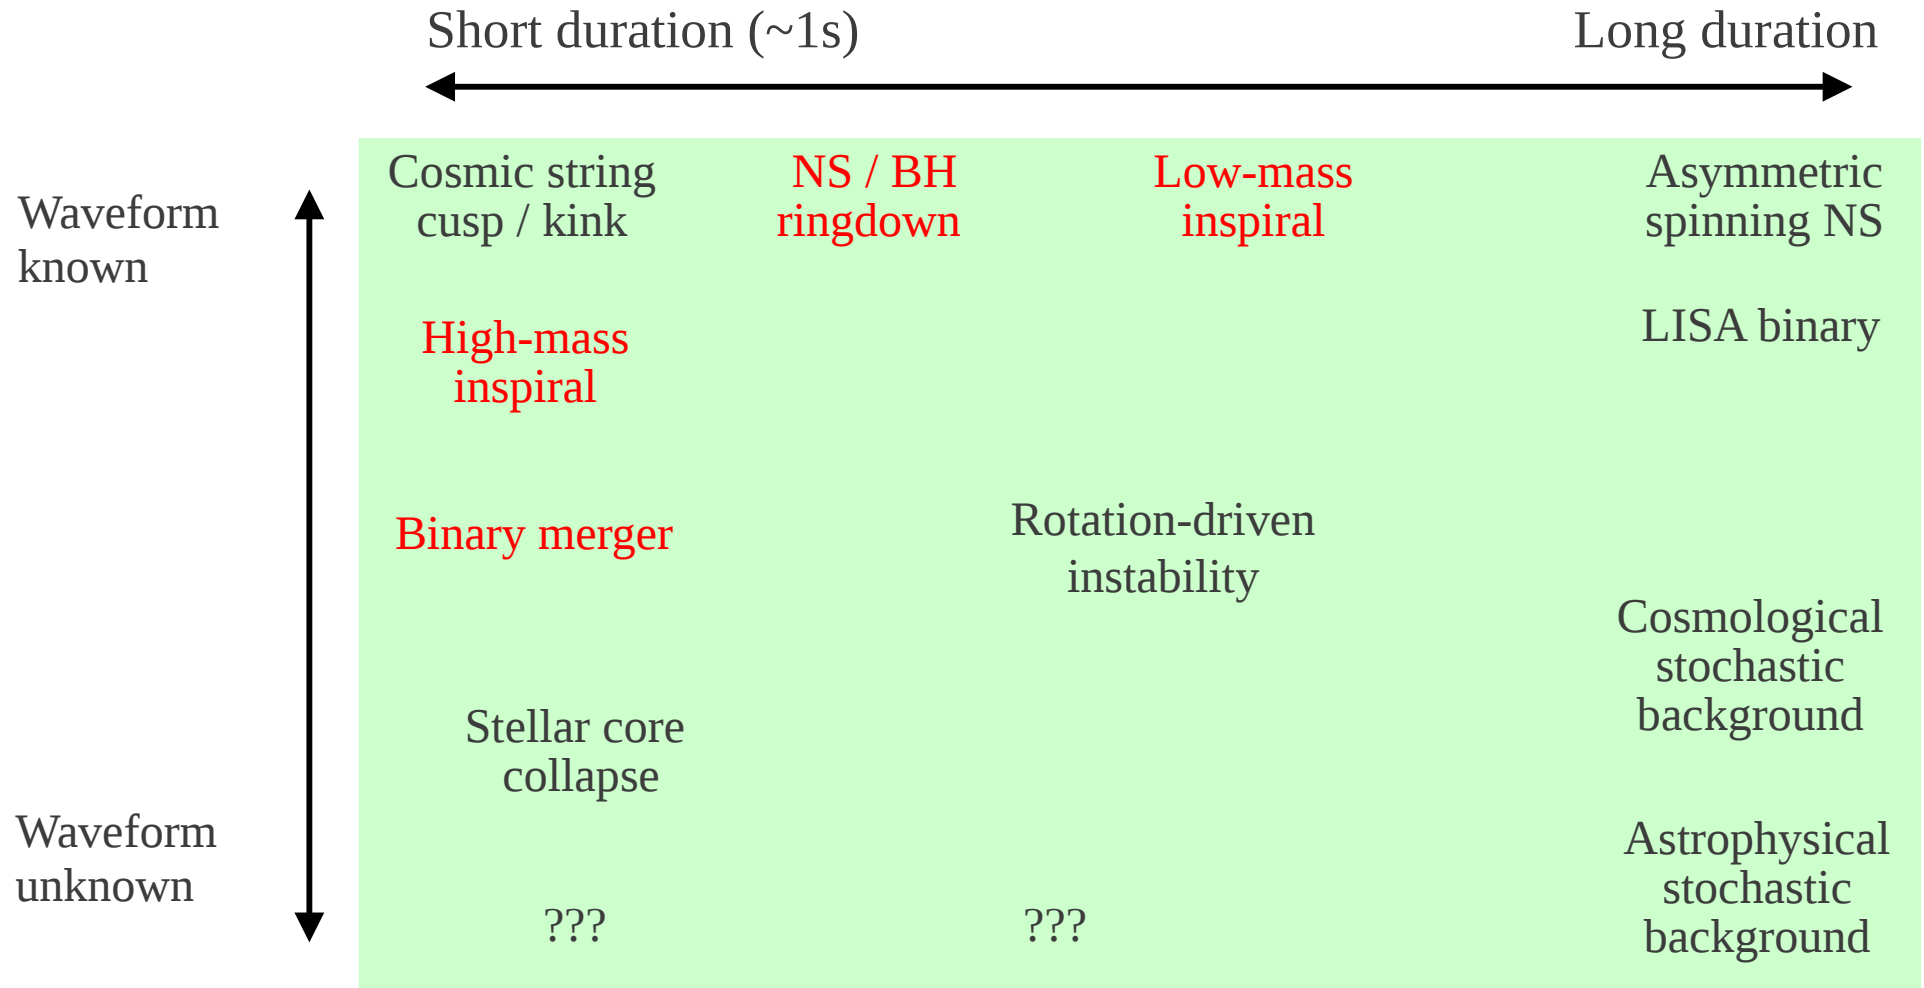 Short duration (~1s)
Long duration
Waveform
known
Cosmic string
cusp / kink
NS / BH
ringdown
Low-mass
inspiral
Asymmetric
spinning NS
High-mass
inspiral
LISA binary
Binary merger
Rotation-driven
instability
Cosmological
stochastic
background
Stellar core
collapse
Waveform
unknown
Astrophysical
stochastic
background
???
???